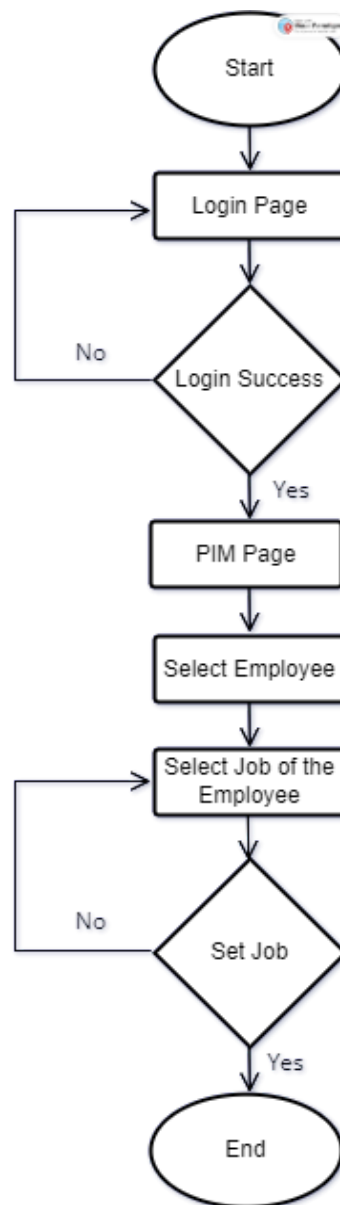 Start
Login Page
Login Success
No
Yes
PIM Page
Select Employee
Select Job of the
Employee
Set Job
No
Yes
End